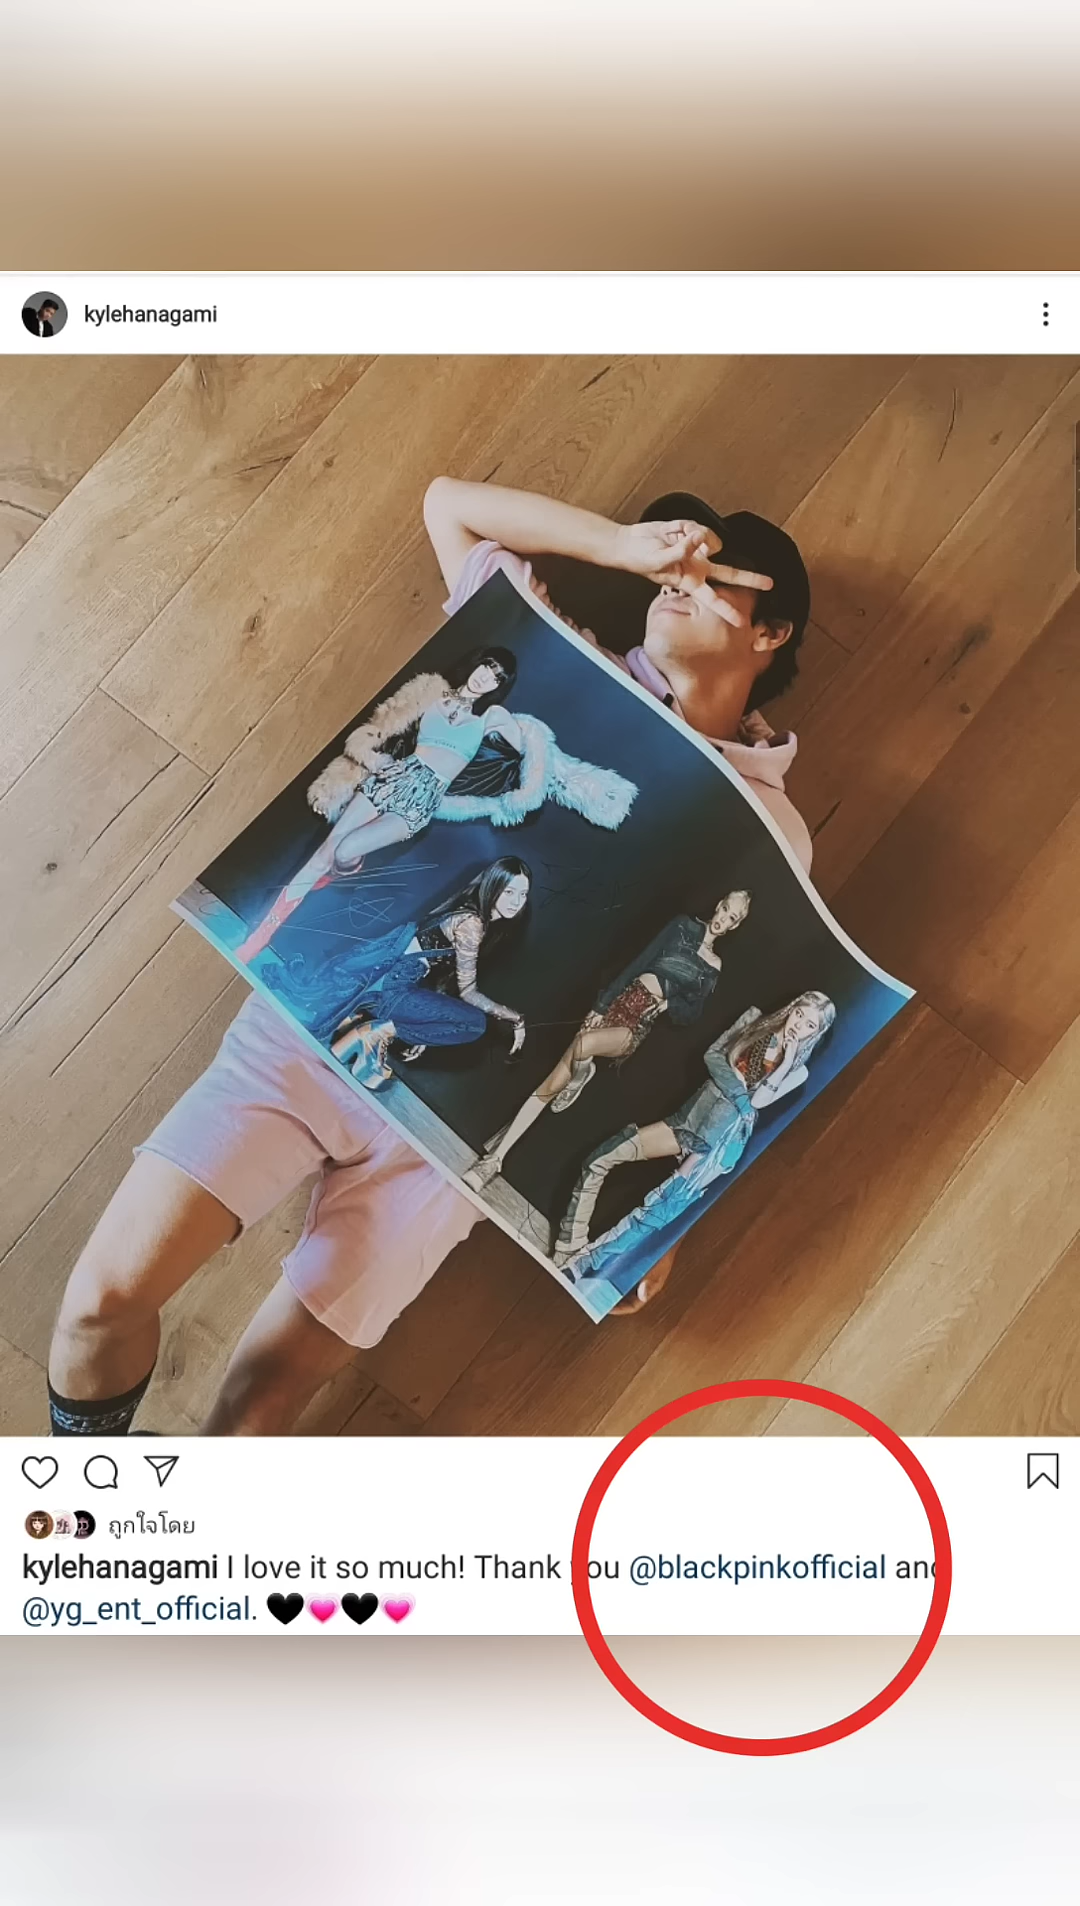 kylehanagami
ถูกใจโดย
kylehanagami I love it so much! Thank you @blackpinkofficial and
@yg_ent_official. 🖤💗🖤💗